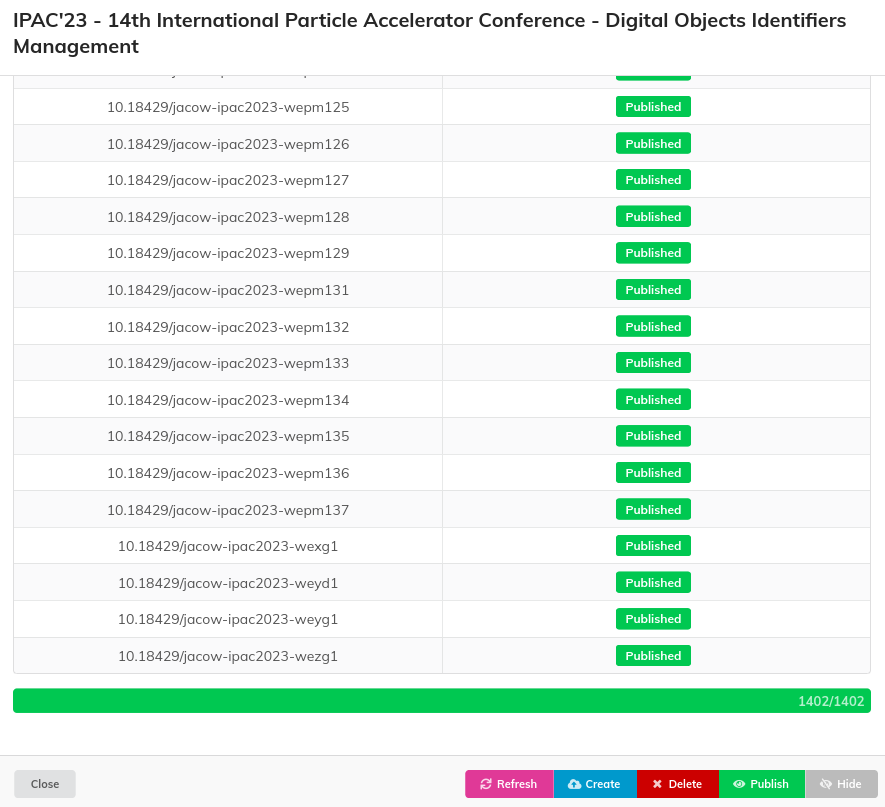 IPAC'23 - 14th International Particle Accelerator Conference - Digital Objects Identifiers
Management
10.18429/jacow-ipac2023-wepm125 Published
10.18429/jacow-ipac2023-wepm126 Published
10.18429/jacow-ipac2023-wepm127 Published
10.18429/jacow-ipac2023-wepm128 Published
10.18429/jacow-ipac2023-wepm129 Published
10.18429/jacow-ipac2023-wepm131 Published
10.18429/jacow-ipac2023-wepm132 Published
10.18429/jacow-ipac2023-wepm133 Published
10.18429/jacow-ipac2023-wepm134 Published
10.18429/jacow-ipac2023-wepm135 Published
10.18429/jacow-ipac2023-wepm136 Published
10.18429/jacow-ipac2023-wepm137 Published
10.18429/jacow-ipac2023-wexg1 Published
10.18429/jacow-ipac2023-weyd1 Published
10.18429/jacow-ipac2023-weyg1 Published
10.18429/jacow-ipac2023-wezg1 Published
1402/1402
Close Refresh Create Delete Publish Hide